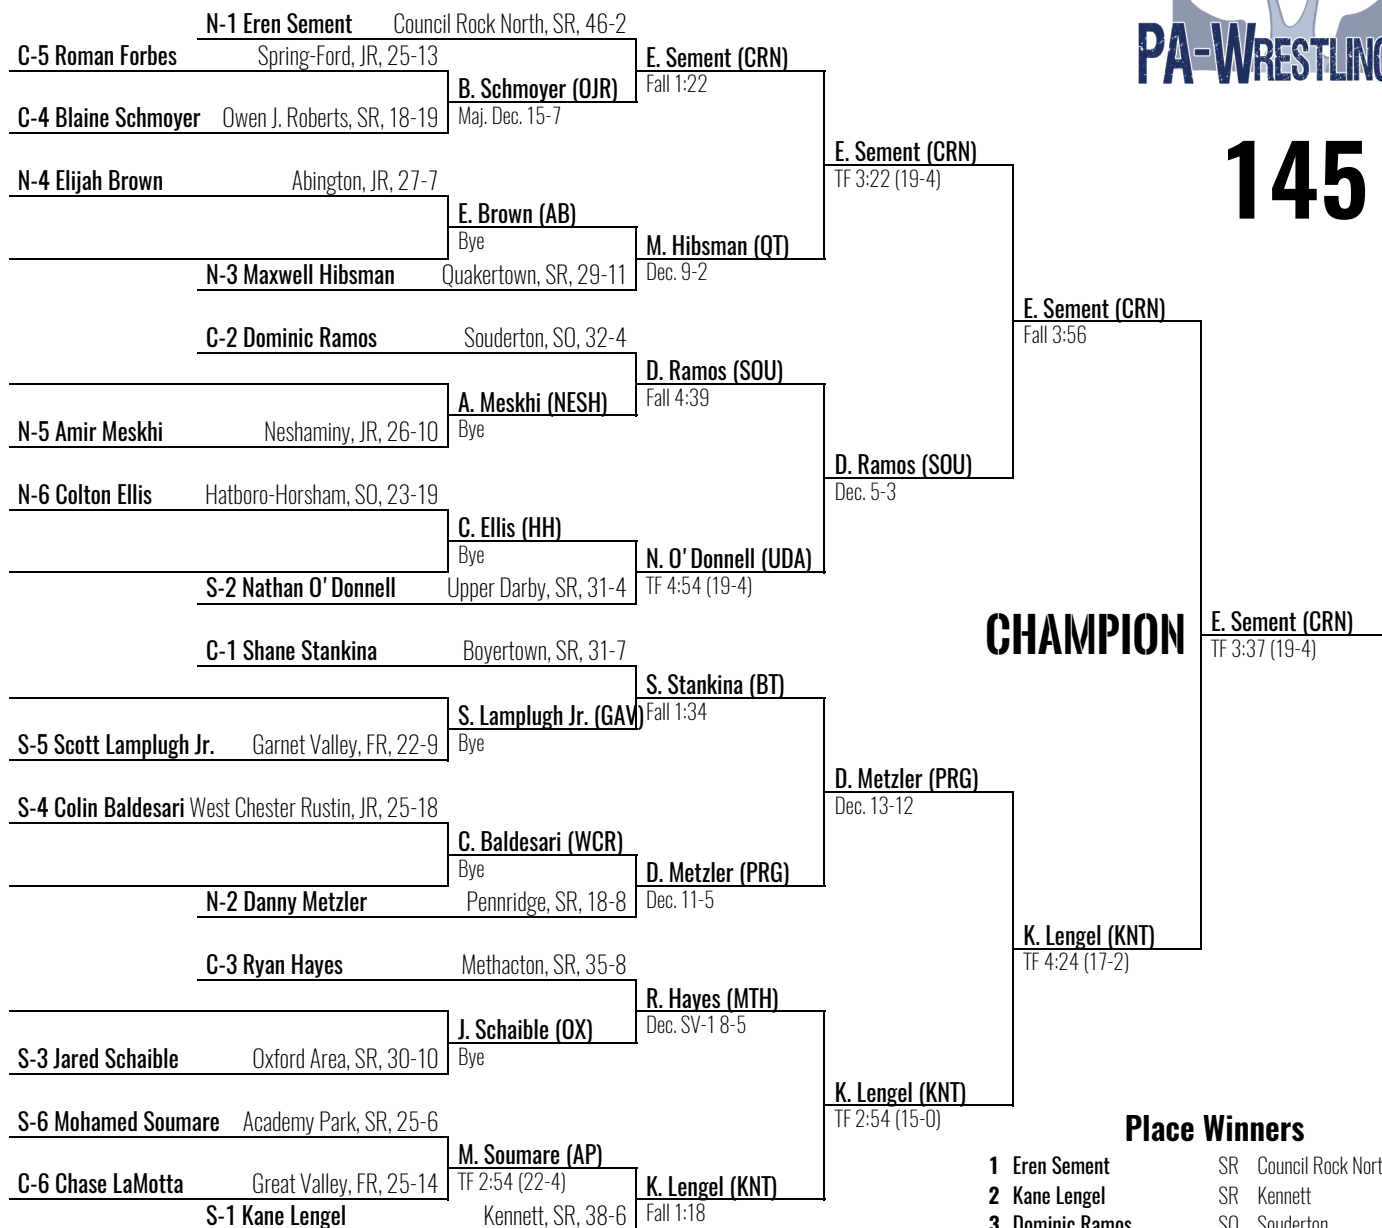 N-1 Eren Sement Council Rock North, SR, 46-2
C-5 Roman Forbes Spring-Ford, JR, 25-13
E. Sement (CRN)
Fall 1:22
B. Schmoyer (OJR)
Maj. Dec. 15-7
C-4 Blaine Schmoyer Owen J. Roberts, SR, 18-19
PA-WRESTLING
145
E. Sement (CRN)
TF 3:22 (19-4)
N-4 Elijah Brown Abington, JR, 27-7
E. Brown (AB)
Bye
M. Hibsman (QT)
Dec. 9-2
N-3 Maxwell Hibsman Quakertown, SR, 29-11
E. Sement (CRN)
Fall 3:56
C-2 Dominic Ramos Souderton, SO, 32-4
D. Ramos (SOU)
Fall 4:39
A. Meskhi (NESH)
Bye
N-5 Amir Meskhi Neshaminy, JR, 26-10
D. Ramos (SOU)
Dec. 5-3
N-6 Colton Ellis Hatboro-Horsham, SO, 23-19
C. Ellis (HH)
Bye
N. O'Donnell (UDA)
TF 4:54 (19-4)
S-2 Nathan O'Donnell Upper Darby, SR, 31-4
CHAMPION
E. Sement (CRN)
TF 3:37 (19-4)
C-1 Shane Stankina Boyertown, SR, 31-7
S. Stankina (BT)
Fall 1:34
S. Lamplugh Jr. (GAV)
Bye
S-5 Scott Lamplugh Jr. Garnet Valley, FR, 22-9
D. Metzler (PRG)
Dec. 13-12
S-4 Colin Baldesari West Chester Rustin, JR, 25-18
C. Baldesari (WCR)
Bye
D. Metzler (PRG)
Dec. 11-5
N-2 Danny Metzler Pennridge, SR, 18-8
K. Lengel (KNT)
TF 4:24 (17-2)
C-3 Ryan Hayes Methacton, SR, 35-8
R. Hayes (MTH)
Dec. SV-1 8-5
J. Schaible (OX)
Bye
S-3 Jared Schaible Oxford Area, SR, 30-10
K. Lengel (KNT)
TF 2:54 (15-0)
S-6 Mohamed Soumare Academy Park, SR, 25-6
M. Soumare (AP)
TF 2:54 (22-4)
C-6 Chase LaMotta Great Valley, FR, 25-14
K. Lengel (KNT)
Fall 1:18
S-1 Kane Lengel Kennett, SR, 38-6
Place Winners
1 Eren Sement SR Council Rock Nort
2 Kane Lengel SR Kennett
3 Dominic Ramos SO Souderton